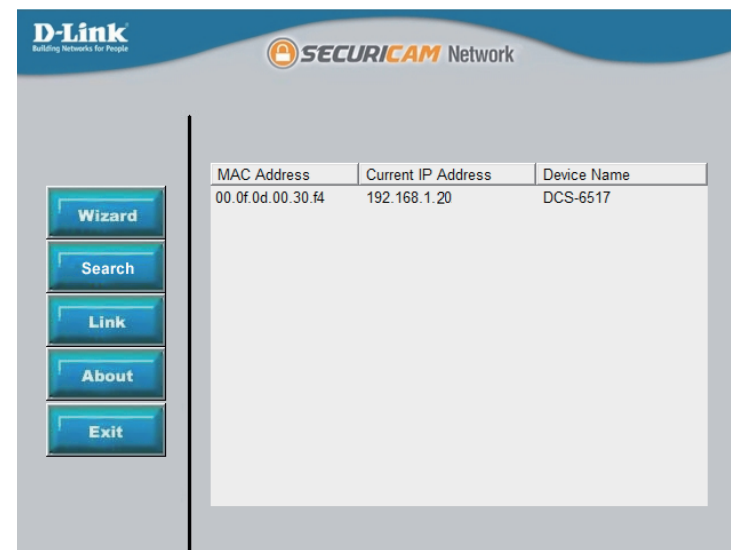 D-Link
Building Networks for People
SECURICAM Network
MAC Address Current IP Address Device Name
00.0f.0d.00.30.f4 192.168.1.20 DCS-6517
Wizard
Search
Link
About
Exit